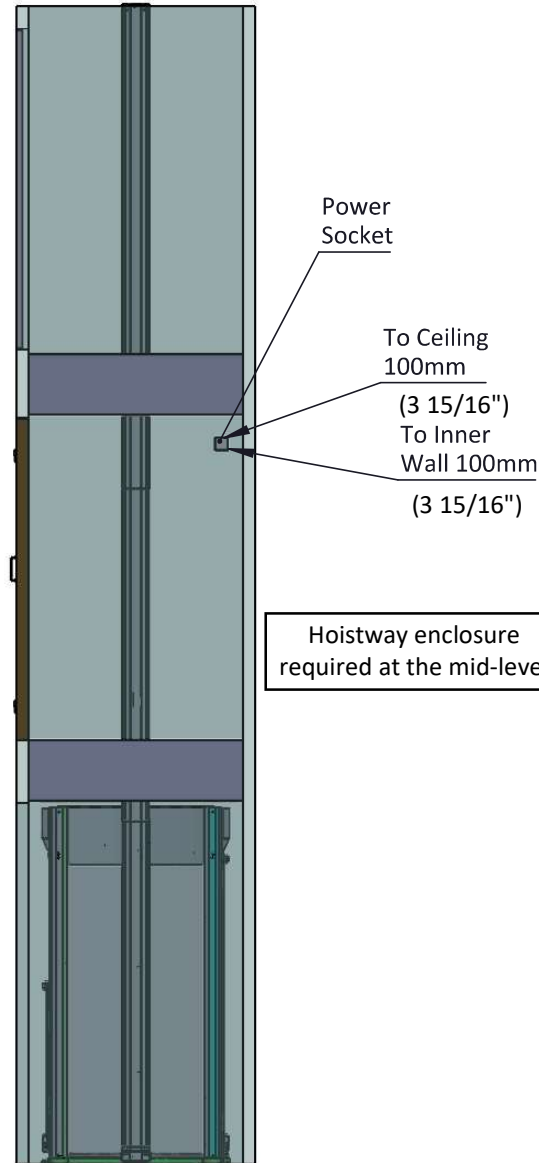 Power
Socket
To Ceiling
100mm
(3 15/16")
To Inner
Wall 100mm
(3 15/16")
Hoistway enclosure
required at the mid-leve